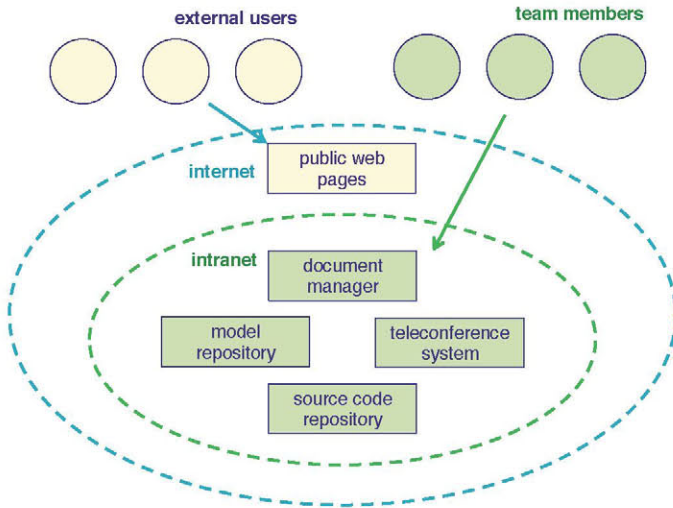 external users
team members
internet
public web
pages
intranet
document
manager
model
repository
teleconference
system
source code
repository